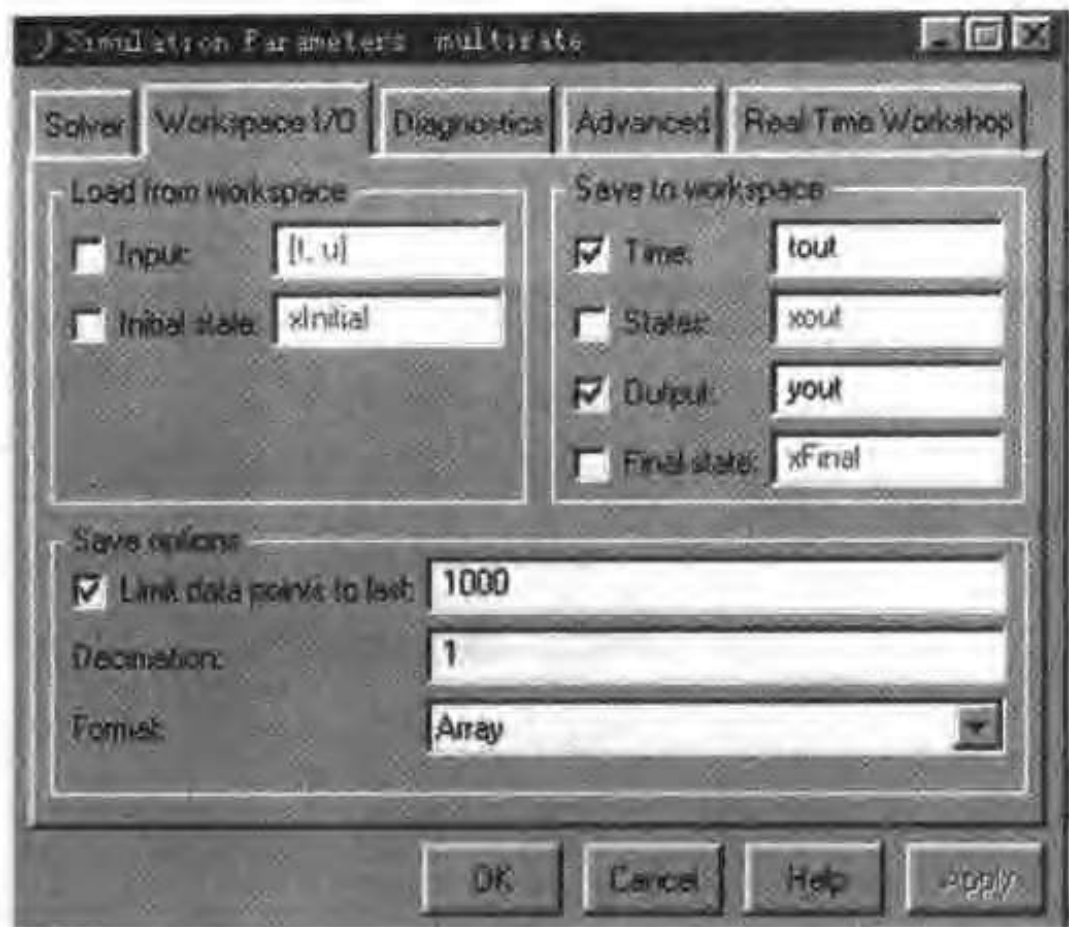 Simulation Parameters multirate
Solver Workspace I/O Diagnostics Advanced Real-Time Workshop
Load from workspace
Input: [t, u]
Initial state: xInitial
Save to workspace
Time: tout
States: xout
Output: yout
Final state: xFinal
Save options
Limit data points to last: 1000
Decimation: 1
Format: Array
OK Cancel Help Apply